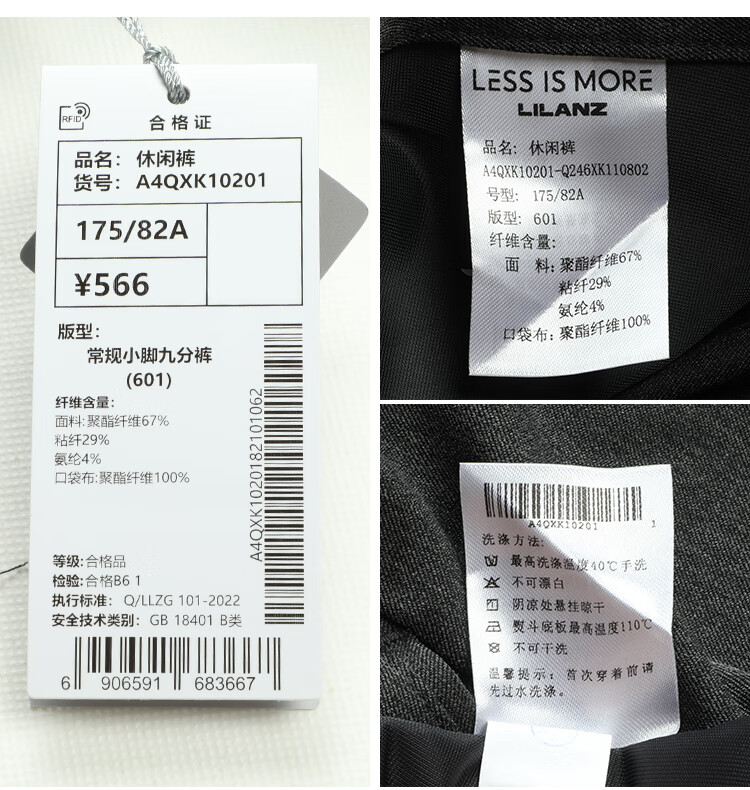 RFID
合格证
品名: 休闲裤
货号: A4QXK10201
175/82A
¥566
版型:
常规小脚九分裤
(601)
纤维含量:
面料:聚酯纤维67%
粘纤29%
氨纶4%
口袋布:聚酯纤维100%
A4QXK1020182101062
等级:合格品
检验:合格B6 1
执行标准: Q/LLZG 101-2022
安全技术类别: GB 18401 B类
6 906591 683667
LESS IS MORE
LILANZ
品名: 休闲裤
A4QXK10201-Q246XK110802
号型: 175/82A
版型: 601
纤维含量:
面 料:聚酯纤维67%
粘纤29%
氨纶4%
口袋布:聚酯纤维100%
A4QXK10201 1
洗涤方法:
最高洗涤温度40℃手洗
不可漂白
阴凉处悬挂晾干
熨斗底板最高温度110℃
不可干洗
温馨提示: 首次穿着前请
先过水洗涤。